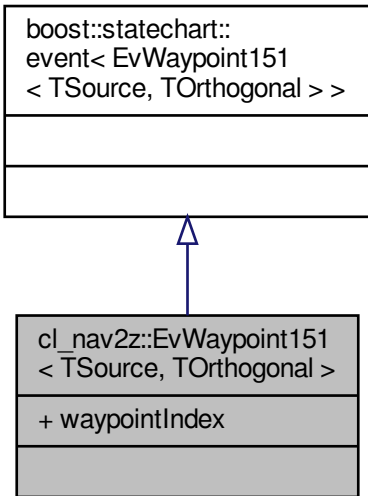 boost::statechart::
event< EvWaypoint151
< TSource, TOrthogonal > >
cl_nav2z::EvWaypoint151
< TSource, TOrthogonal >
+ waypointIndex